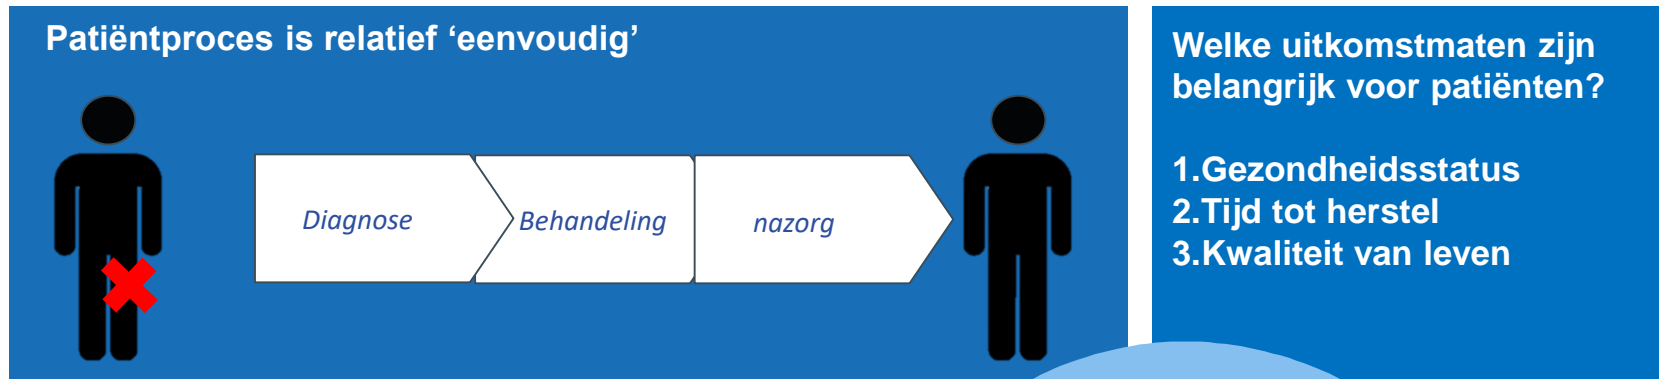 Patiëntproces is relatief ‘eenvoudig’
Diagnose
Behandeling
nazorg
Welke uitkomstmaten zijn
belangrijk voor patiënten?
1.Gezondheidsstatus
2.Tijd tot herstel
3.Kwaliteit van leven